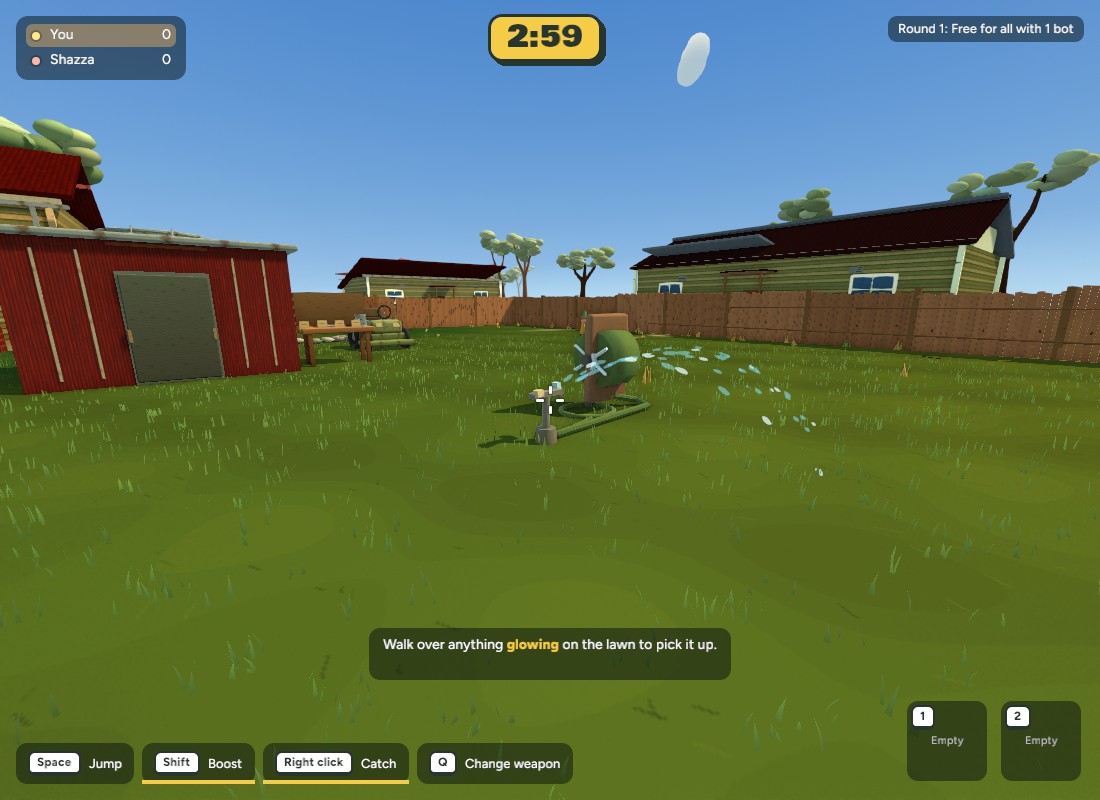 You 0
Shazza 0
2:59
Round 1: Free for all with 1 bot
Walk over anything glowing on the lawn to pick it up.
Space Jump
Shift Boost
Right click Catch
Q Change weapon
1
Empty
2
Empty